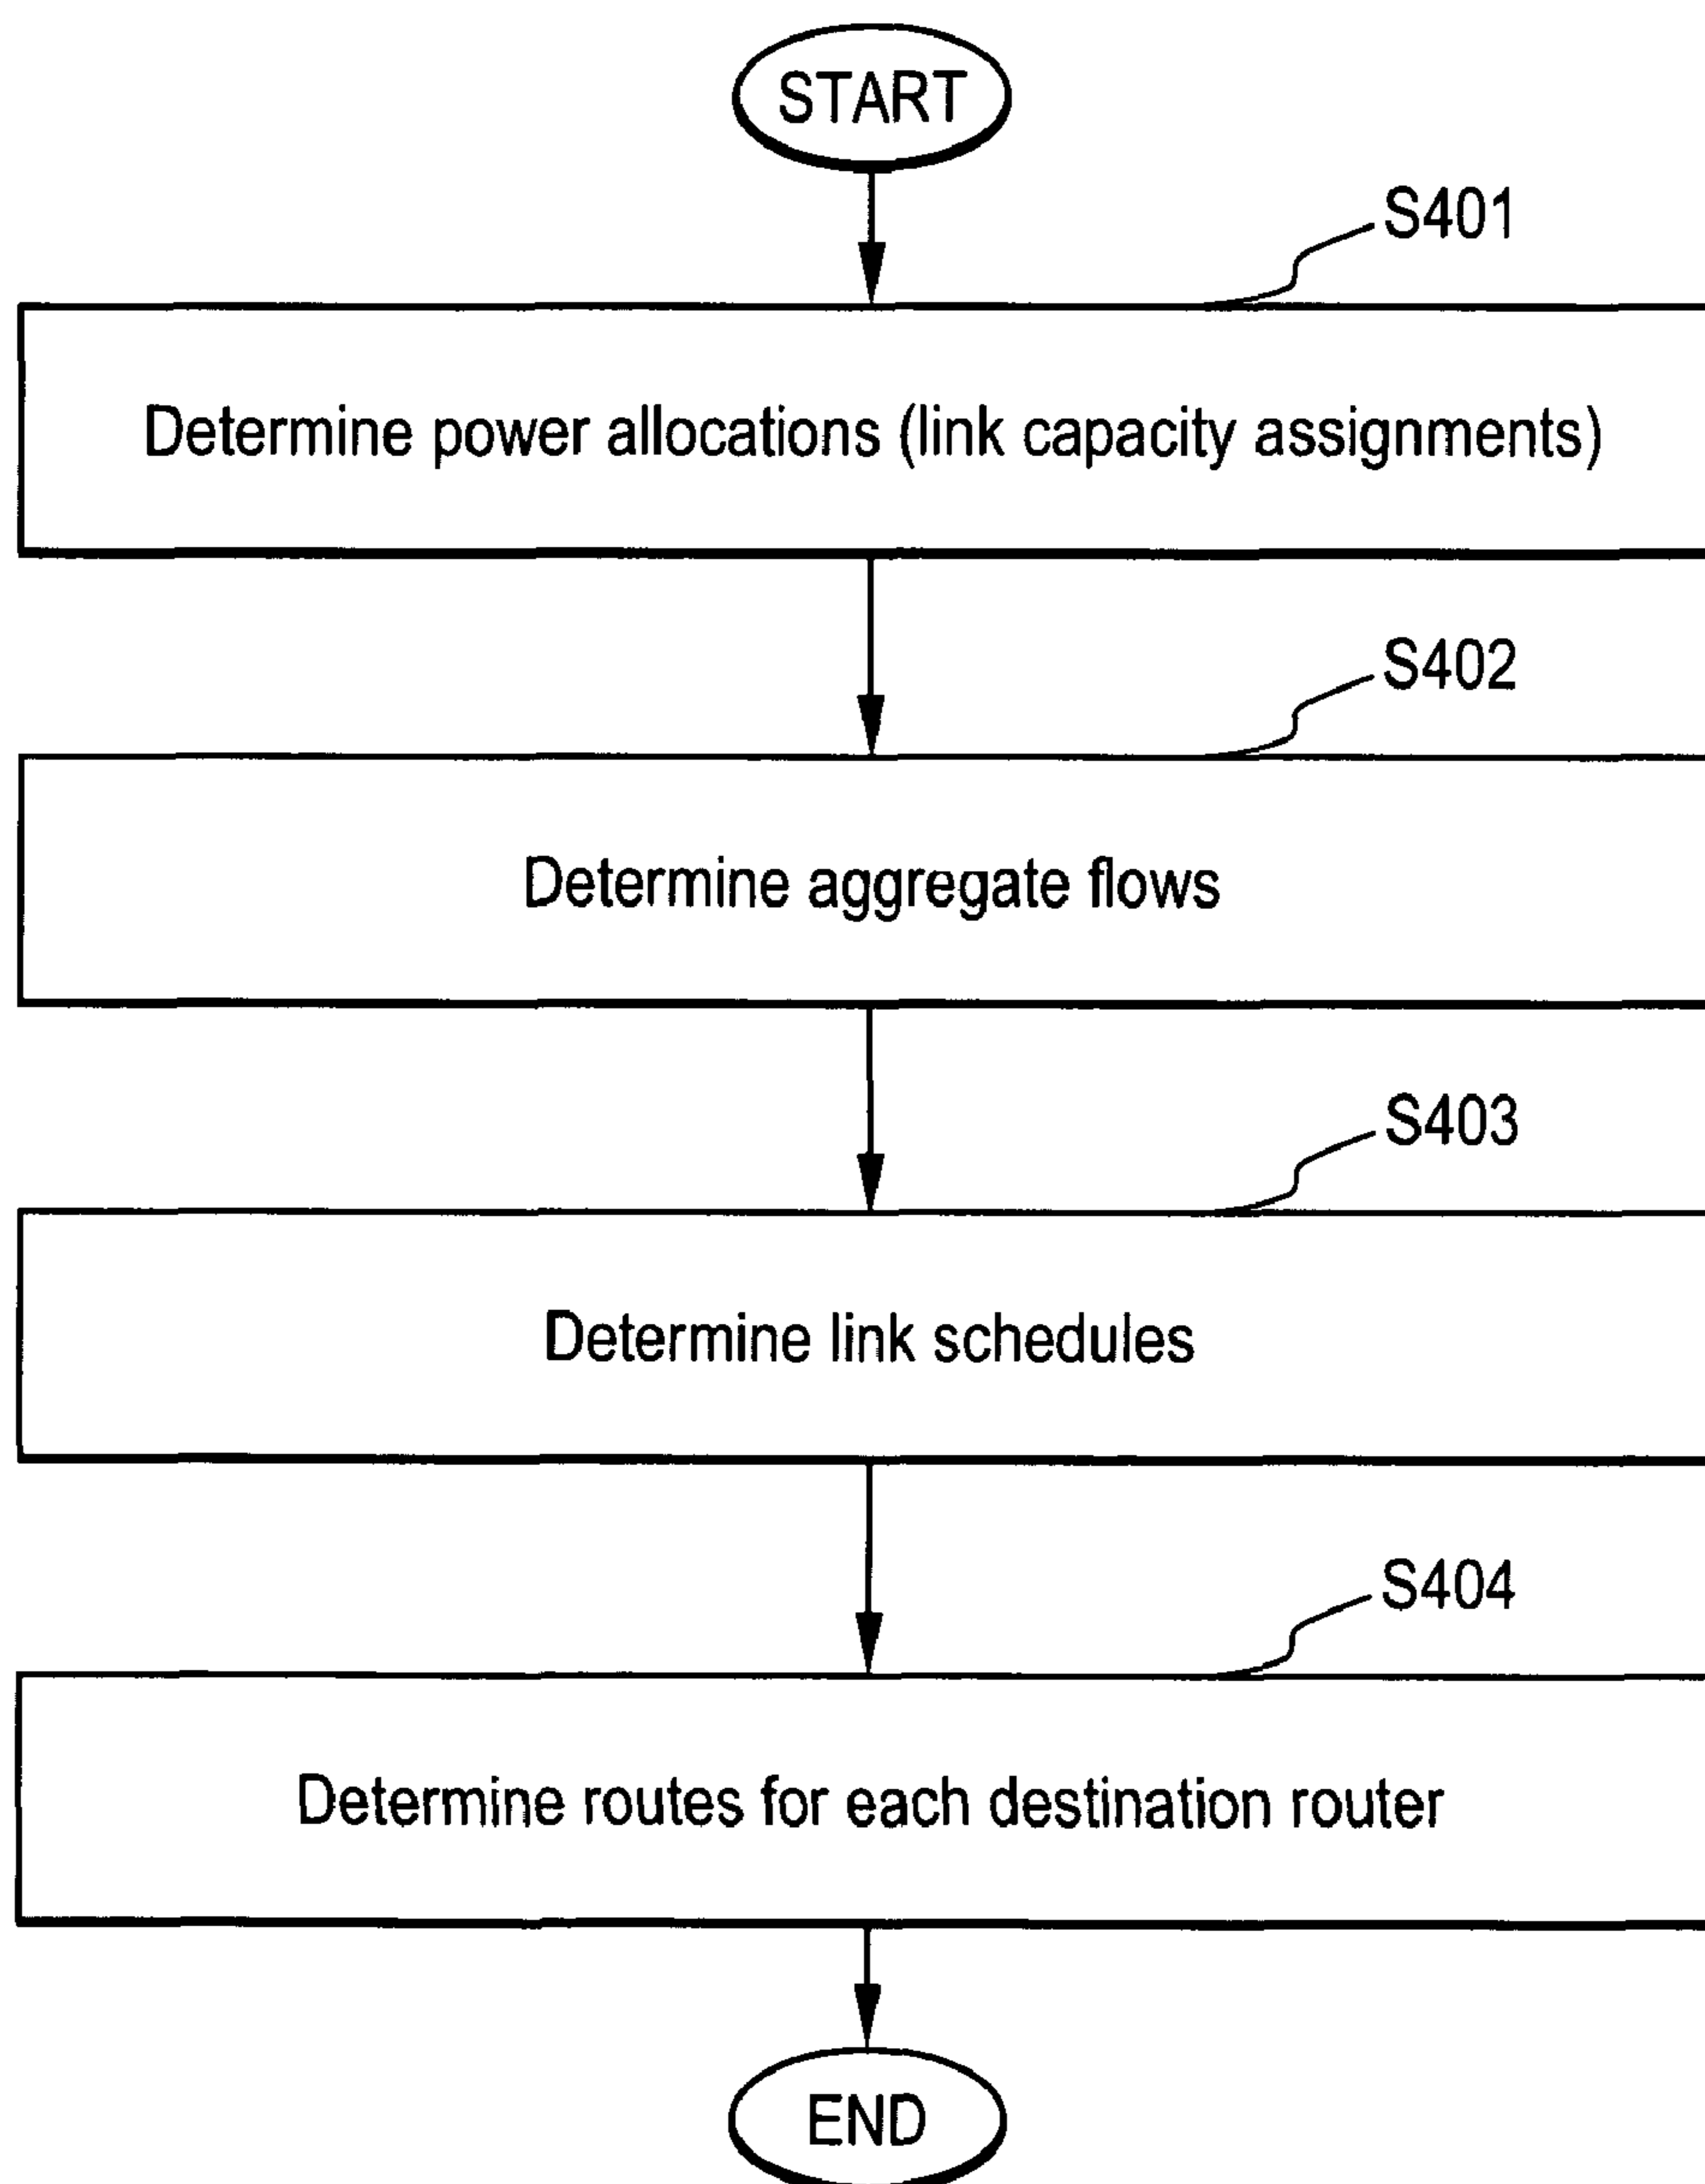 START
S401
Determine power allocations (link capacity assignments)
S402
Determine aggregate flows
S403
Determine link schedules
S404
Determine routes for each destination router
END